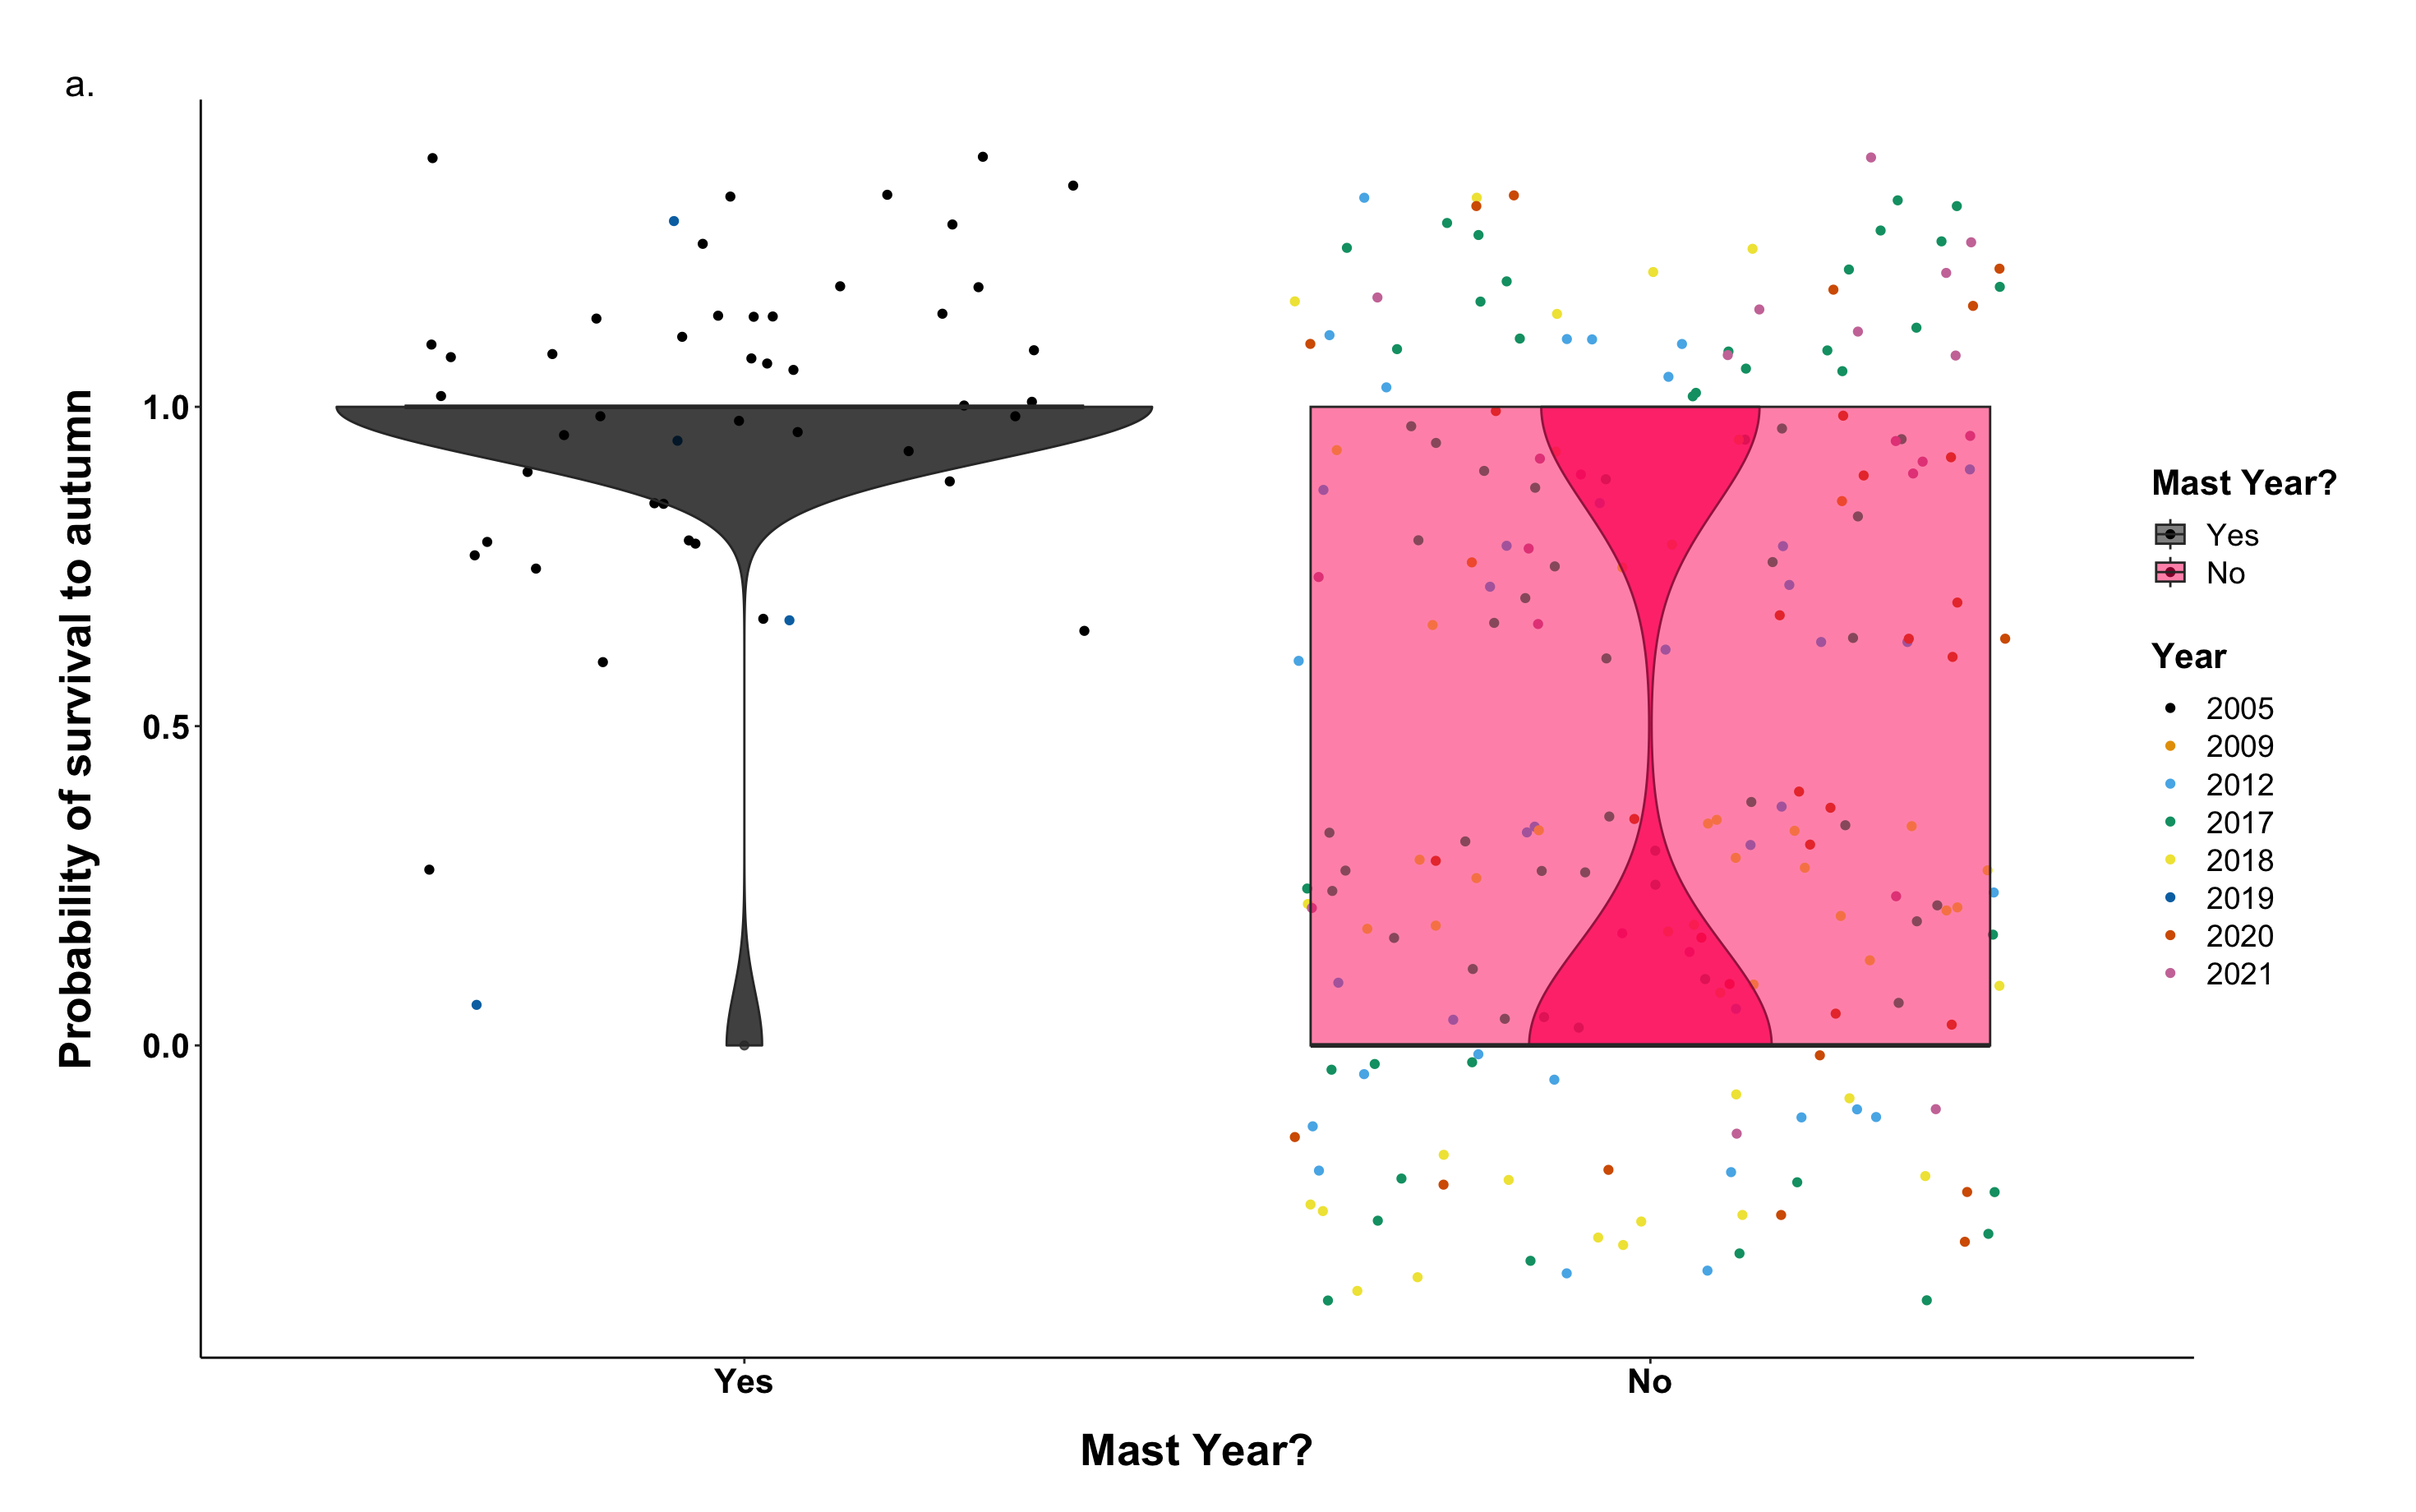 a.
Probability of survival to autumn
1.0
0.5
0.0
Yes
No
Mast Year?
Mast Year?
Yes
No
Year
2005
2009
2012
2017
2018
2019
2020
2021